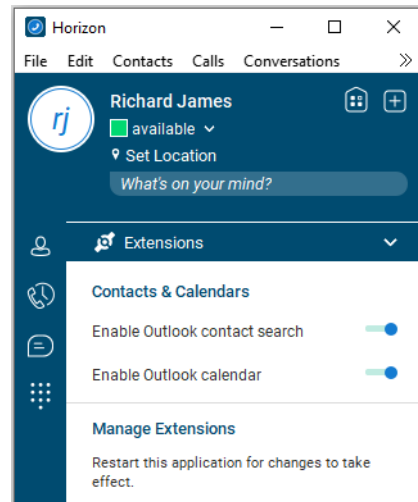 Horizon
File Edit Contacts Calls Conversations
rj
Richard James
available
Set Location
What's on your mind?
Extensions
Contacts & Calendars
Enable Outlook contact search
Enable Outlook calendar
Manage Extensions
Restart this application for changes to take
effect.